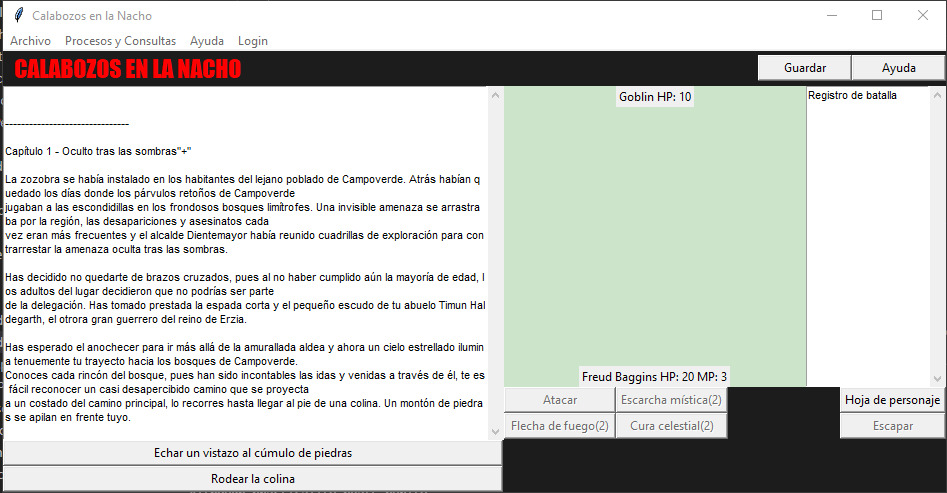 Calabozos en la Nacho
Archivo Procesos y Consultas Ayuda Login
CALABOZOS EN LA NACHO
Guardar Ayuda
-------------------------------
Capítulo 1 - Oculto tras las sombras"+"
La zozobra se había instalado en los habitantes del lejano poblado de Campoverde. Atrás habían q
uedado los días donde los párvulos retoños de Campoverde
jugaban a las escondidillas en los frondosos bosques limítrofes. Una invisible amenaza se arrastra
ba por la región, las desapariciones y asesinatos cada
vez eran más frecuentes y el alcalde Dientemayor había reunido cuadrillas de exploración para con
trarrestar la amenaza oculta tras las sombras.
Has decidido no quedarte de brazos cruzados, pues al no haber cumplido aún la mayoría de edad, l
os adultos del lugar decidieron que no podrías ser parte
de la delegación. Has tomado prestada la espada corta y el pequeño escudo de tu abuelo Timun Hal
degarth, el otrora gran guerrero del reino de Erzia.
Has esperado el anochecer para ir más allá de la amurallada aldea y ahora un cielo estrellado ilumin
a tenuemente tu trayecto hacia los bosques de Campoverde.
Conoces cada rincón del bosque, pues han sido incontables las idas y venidas a través de él, te es
fácil reconocer un casi desapercibido camino que se proyecta
a un costado del camino principal, lo recorres hasta llegar al pie de una colina. Un montón de piedra
s se apilan en frente tuyo.
Echar un vistazo al cúmulo de piedras
Rodear la colina
Goblin HP: 10
Freud Baggins HP: 20 MP: 3
Registro de batalla
Atacar Escarcha mística(2)
Flecha de fuego(2) Cura celestial(2)
Hoja de personaje
Escapar